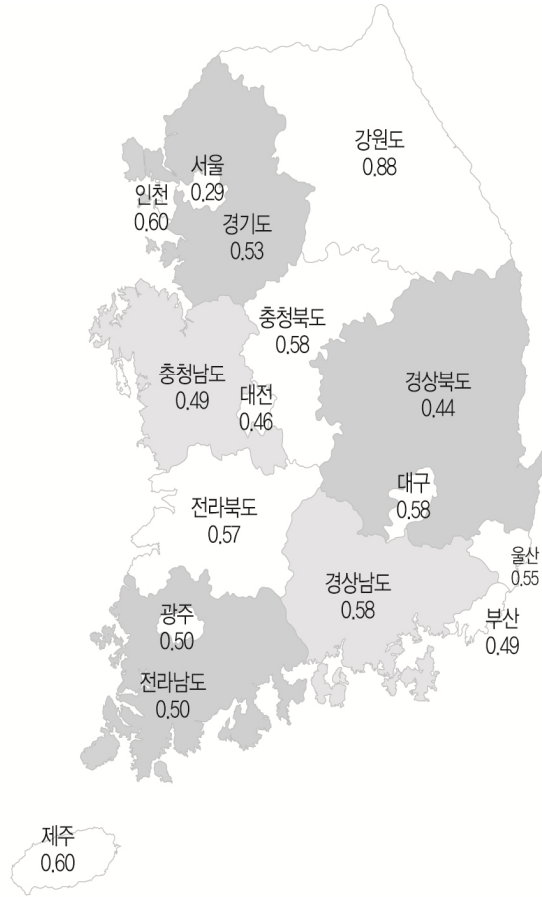 강원도
0.88
서울
0.29
인천
0.60
경기도
0.53
충청북도
0.58
충청남도
0.49
대전
0.46
경상북도
0.44
대구
0.58
전라북도
0.57
울산
0.55
경상남도
0.58
부산
0.49
광주
0.50
전라남도
0.50
제주
0.60